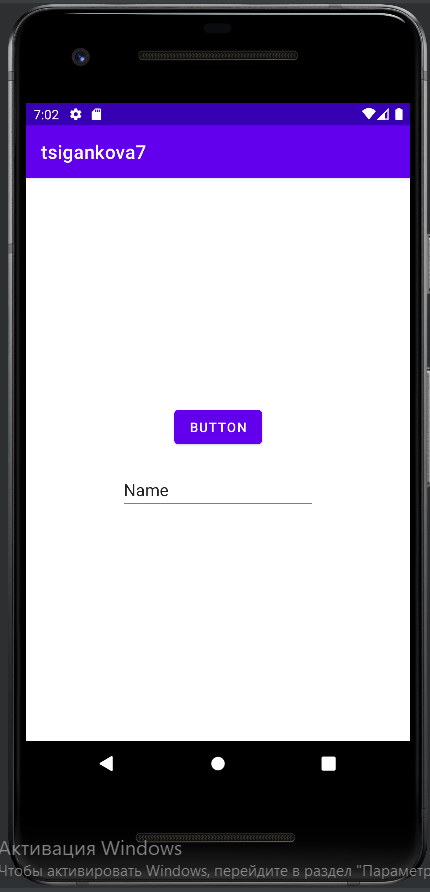 7:02
tsigankova7
BUTTON
Name
Активация Windows
Чтобы активировать Windows, перейдите в раздел "Параметр